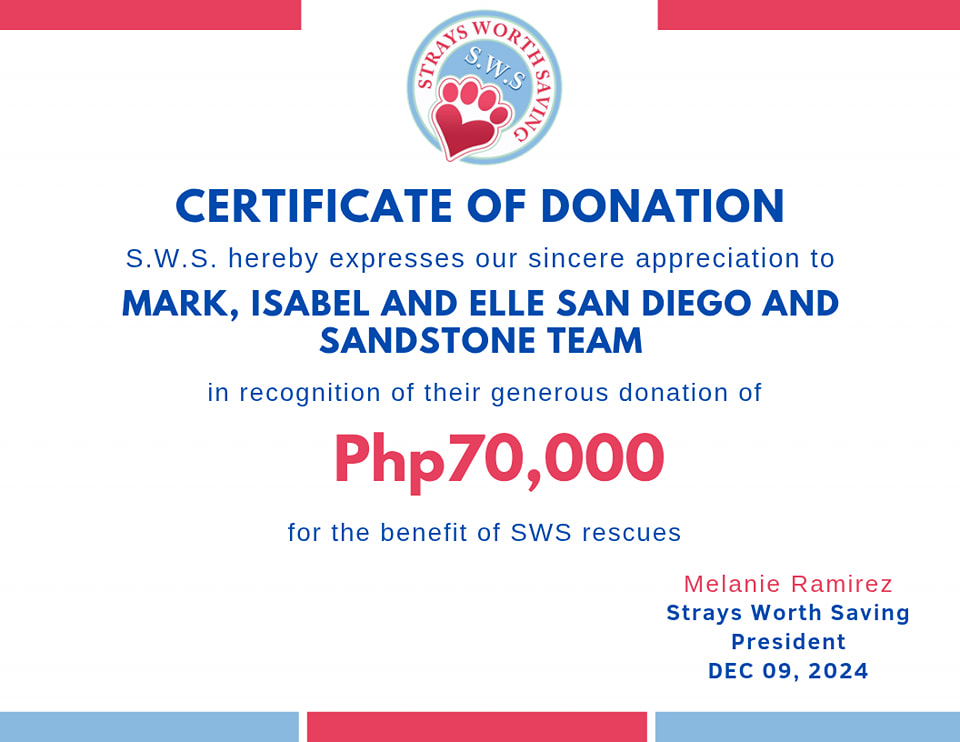 STRAYS WORTH SAVING
S.W.S
CERTIFICATE OF DONATION
S.W.S. hereby expresses our sincere appreciation to
MARK, ISABEL AND ELLE SAN DIEGO AND
SANDSTONE TEAM
in recognition of their generous donation of
Php70,000
for the benefit of SWS rescues
Melanie Ramirez
Strays Worth Saving
President
DEC 09, 2024